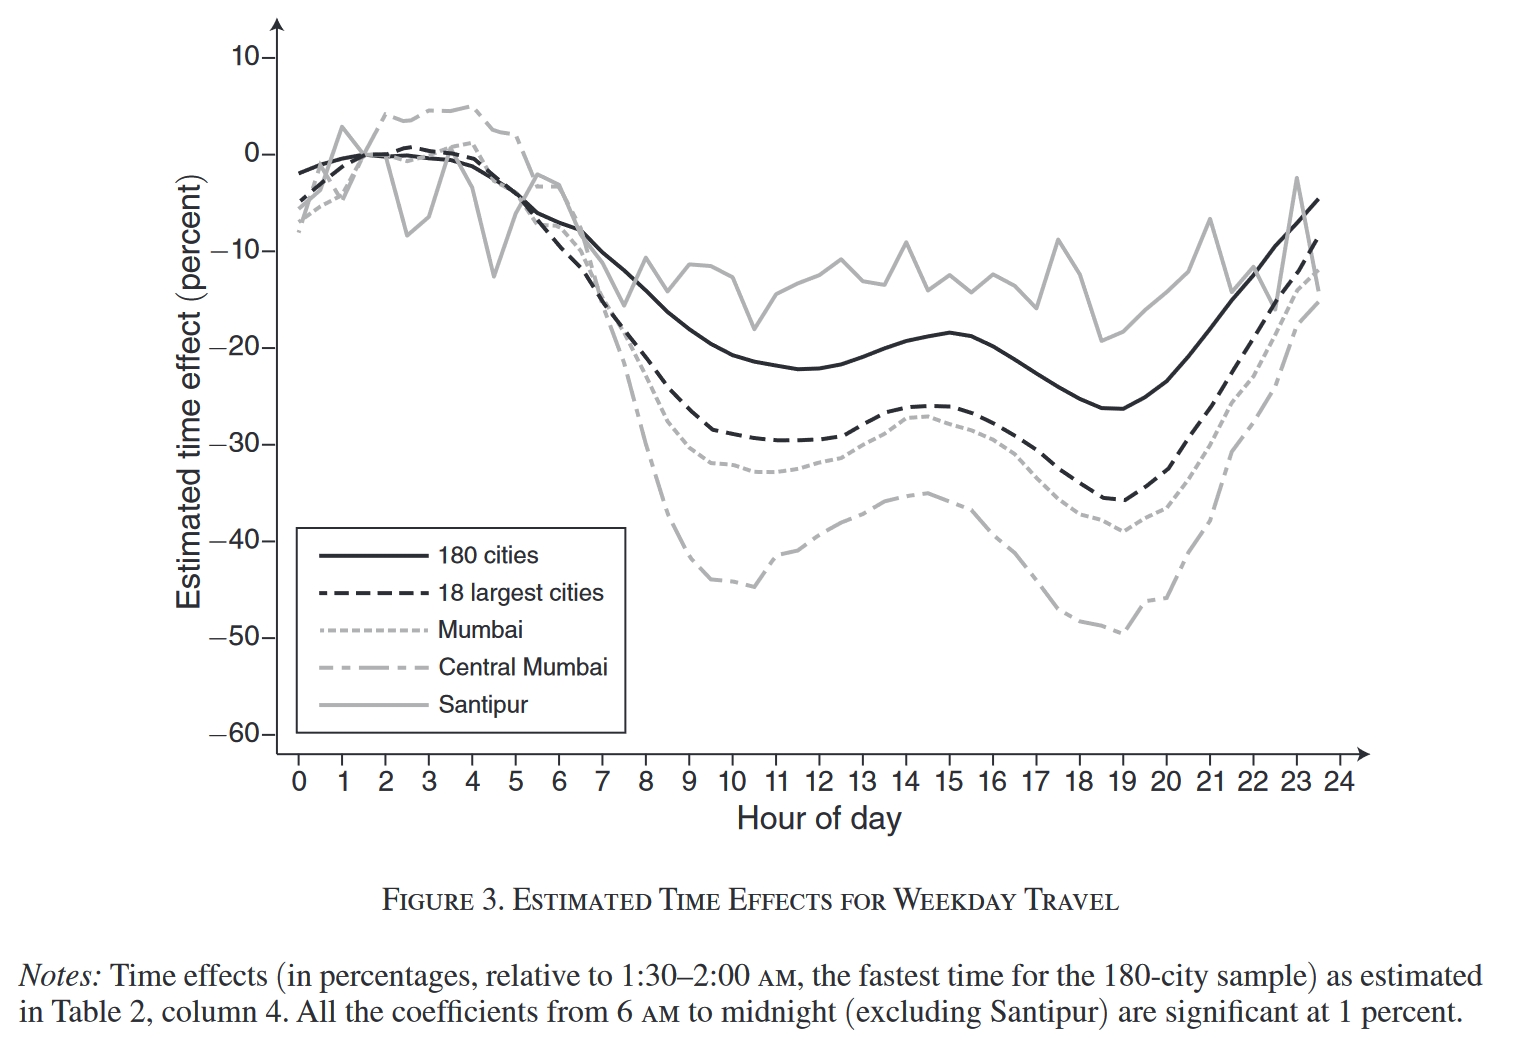 10
0
–10
–20
–30
–40
–50
–60
Estimated time effect (percent)
180 cities
18 largest cities
Mumbai
Central Mumbai
Santipur
0 1 2 3 4 5 6 7 8 9 10 11 12 13 14 15 16 17 18 19 20 21 22 23 24
Hour of day
Figure 3. Estimated Time Effects for Weekday Travel
Notes: Time effects (in percentages, relative to 1:30–2:00 AM, the fastest time for the 180-city sample) as estimated
in Table 2, column 4. All the coefficients from 6 AM to midnight (excluding Santipur) are significant at 1 percent.